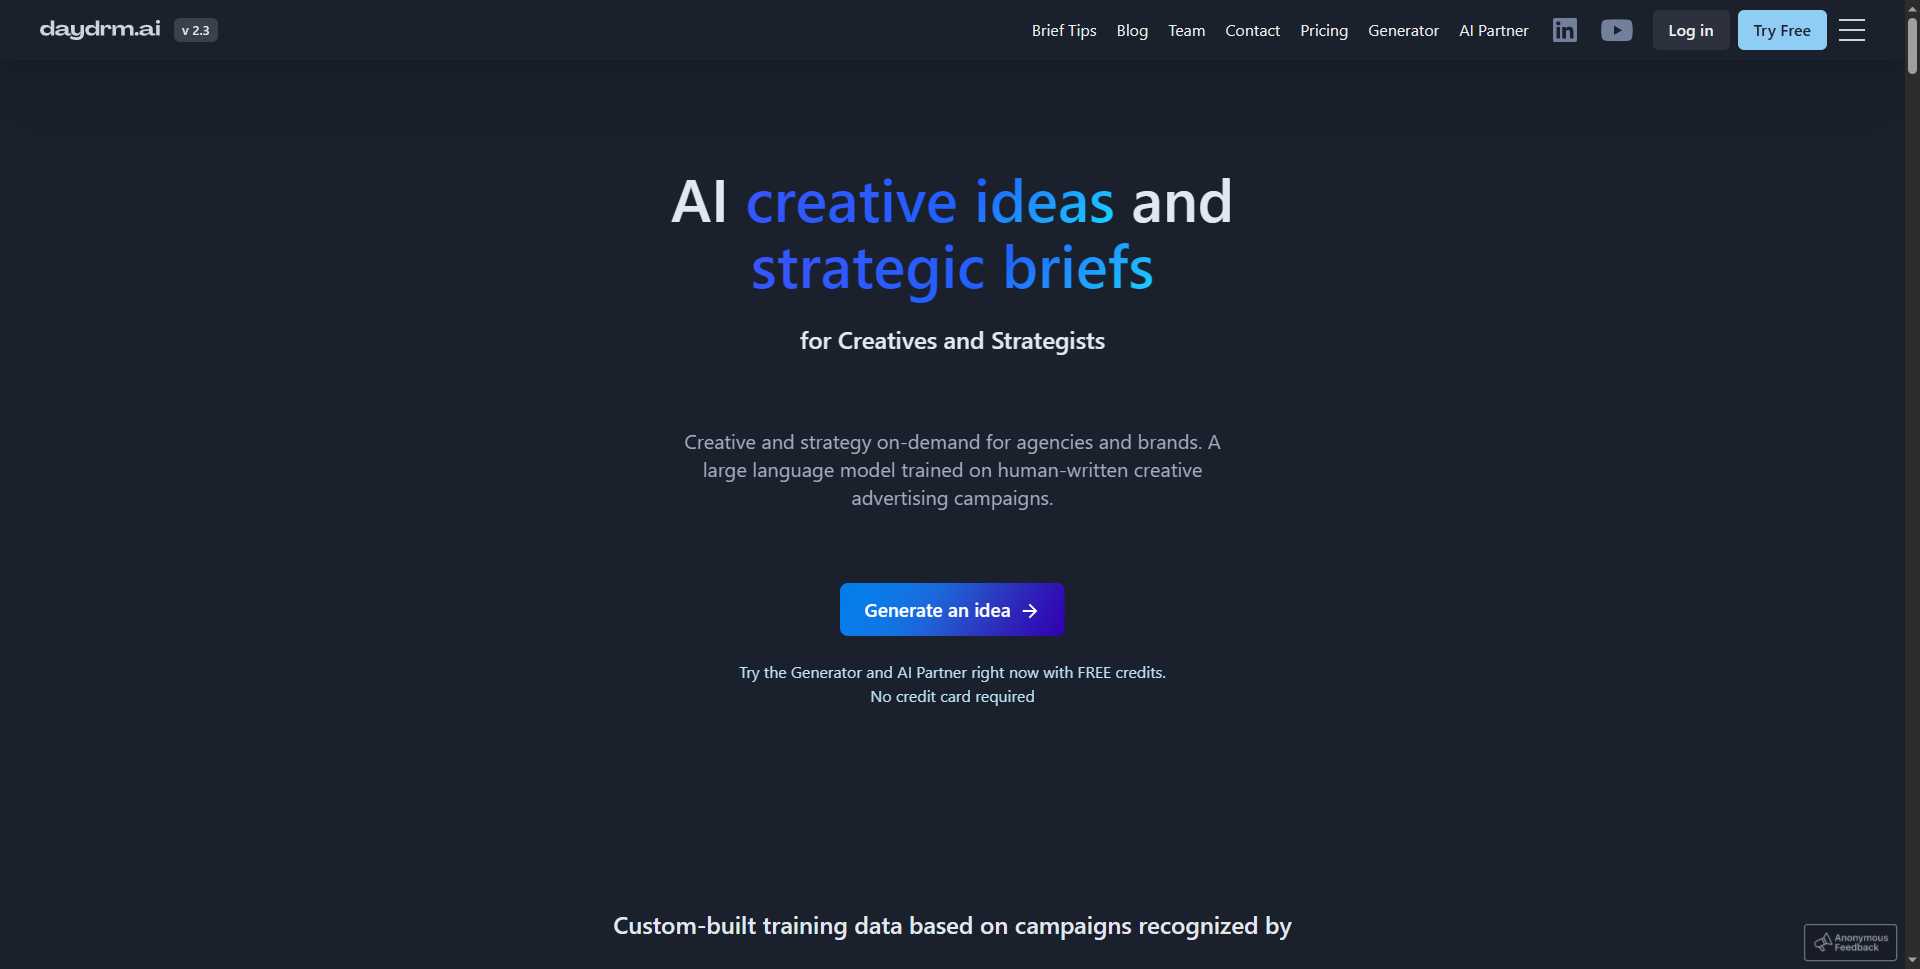 daydrm.ai
v 2.3
Brief Tips
Blog
Team
Contact
Pricing
Generator
AI Partner
Log in
Try Free
AI creative ideas and
strategic briefs
for Creatives and Strategists
Creative and strategy on-demand for agencies and brands. A
large language model trained on human-written creative
advertising campaigns.
Generate an idea →
Try the Generator and AI Partner right now with FREE credits.
No credit card required
Custom-built training data based on campaigns recognized by
Anonymous
Feedback